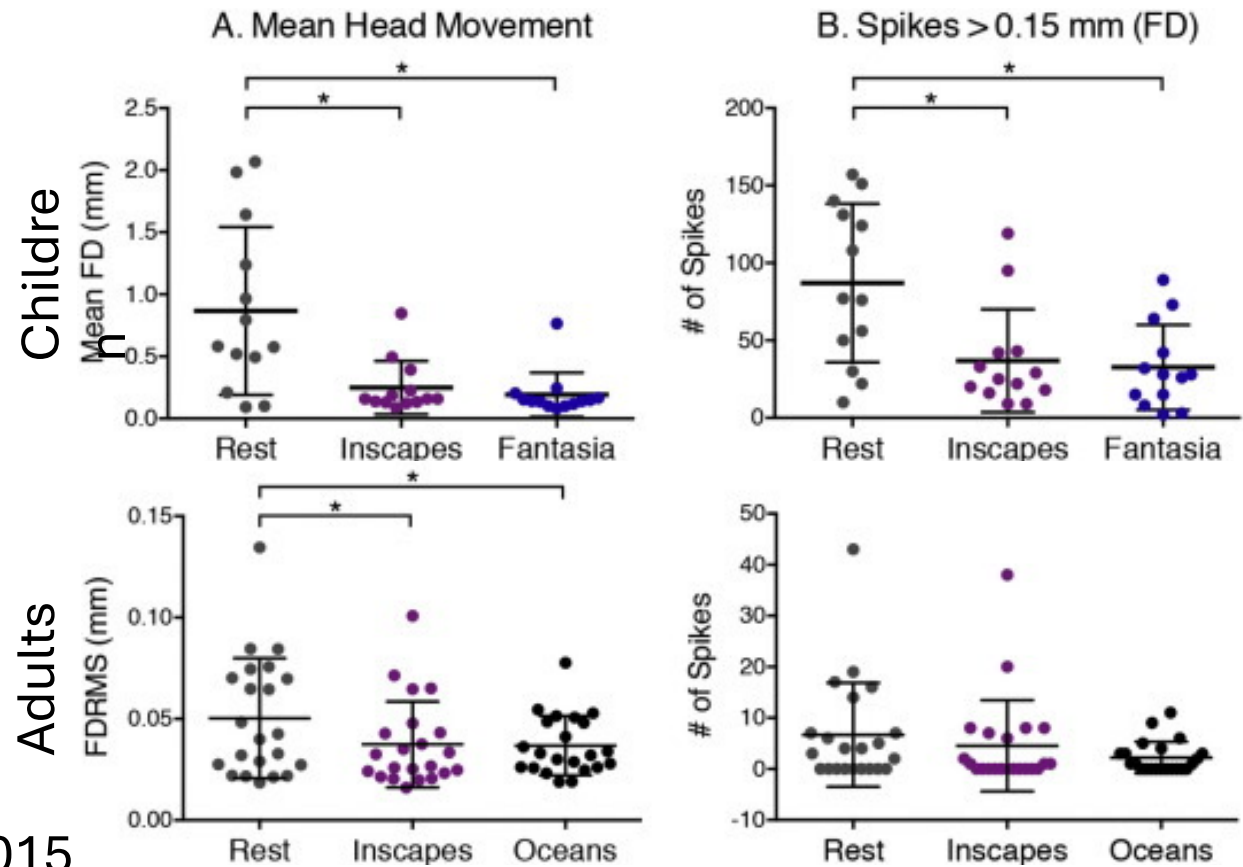 A. Mean Head Movement
B. Spikes > 0.15 mm (FD)
Childre
n
Mean FD (mm)
*
*
2.5
2.0
1.5
1.0
0.5
0.0
Rest Inscapes Fantasia
# of Spikes
*
*
200
150
100
50
0
Rest Inscapes Fantasia
Adults
FDRMS (mm)
*
*
0.15
0.10
0.05
0.00
Rest Inscapes Oceans
# of Spikes
50
40
30
20
10
0
-10
Rest Inscapes Oceans
015